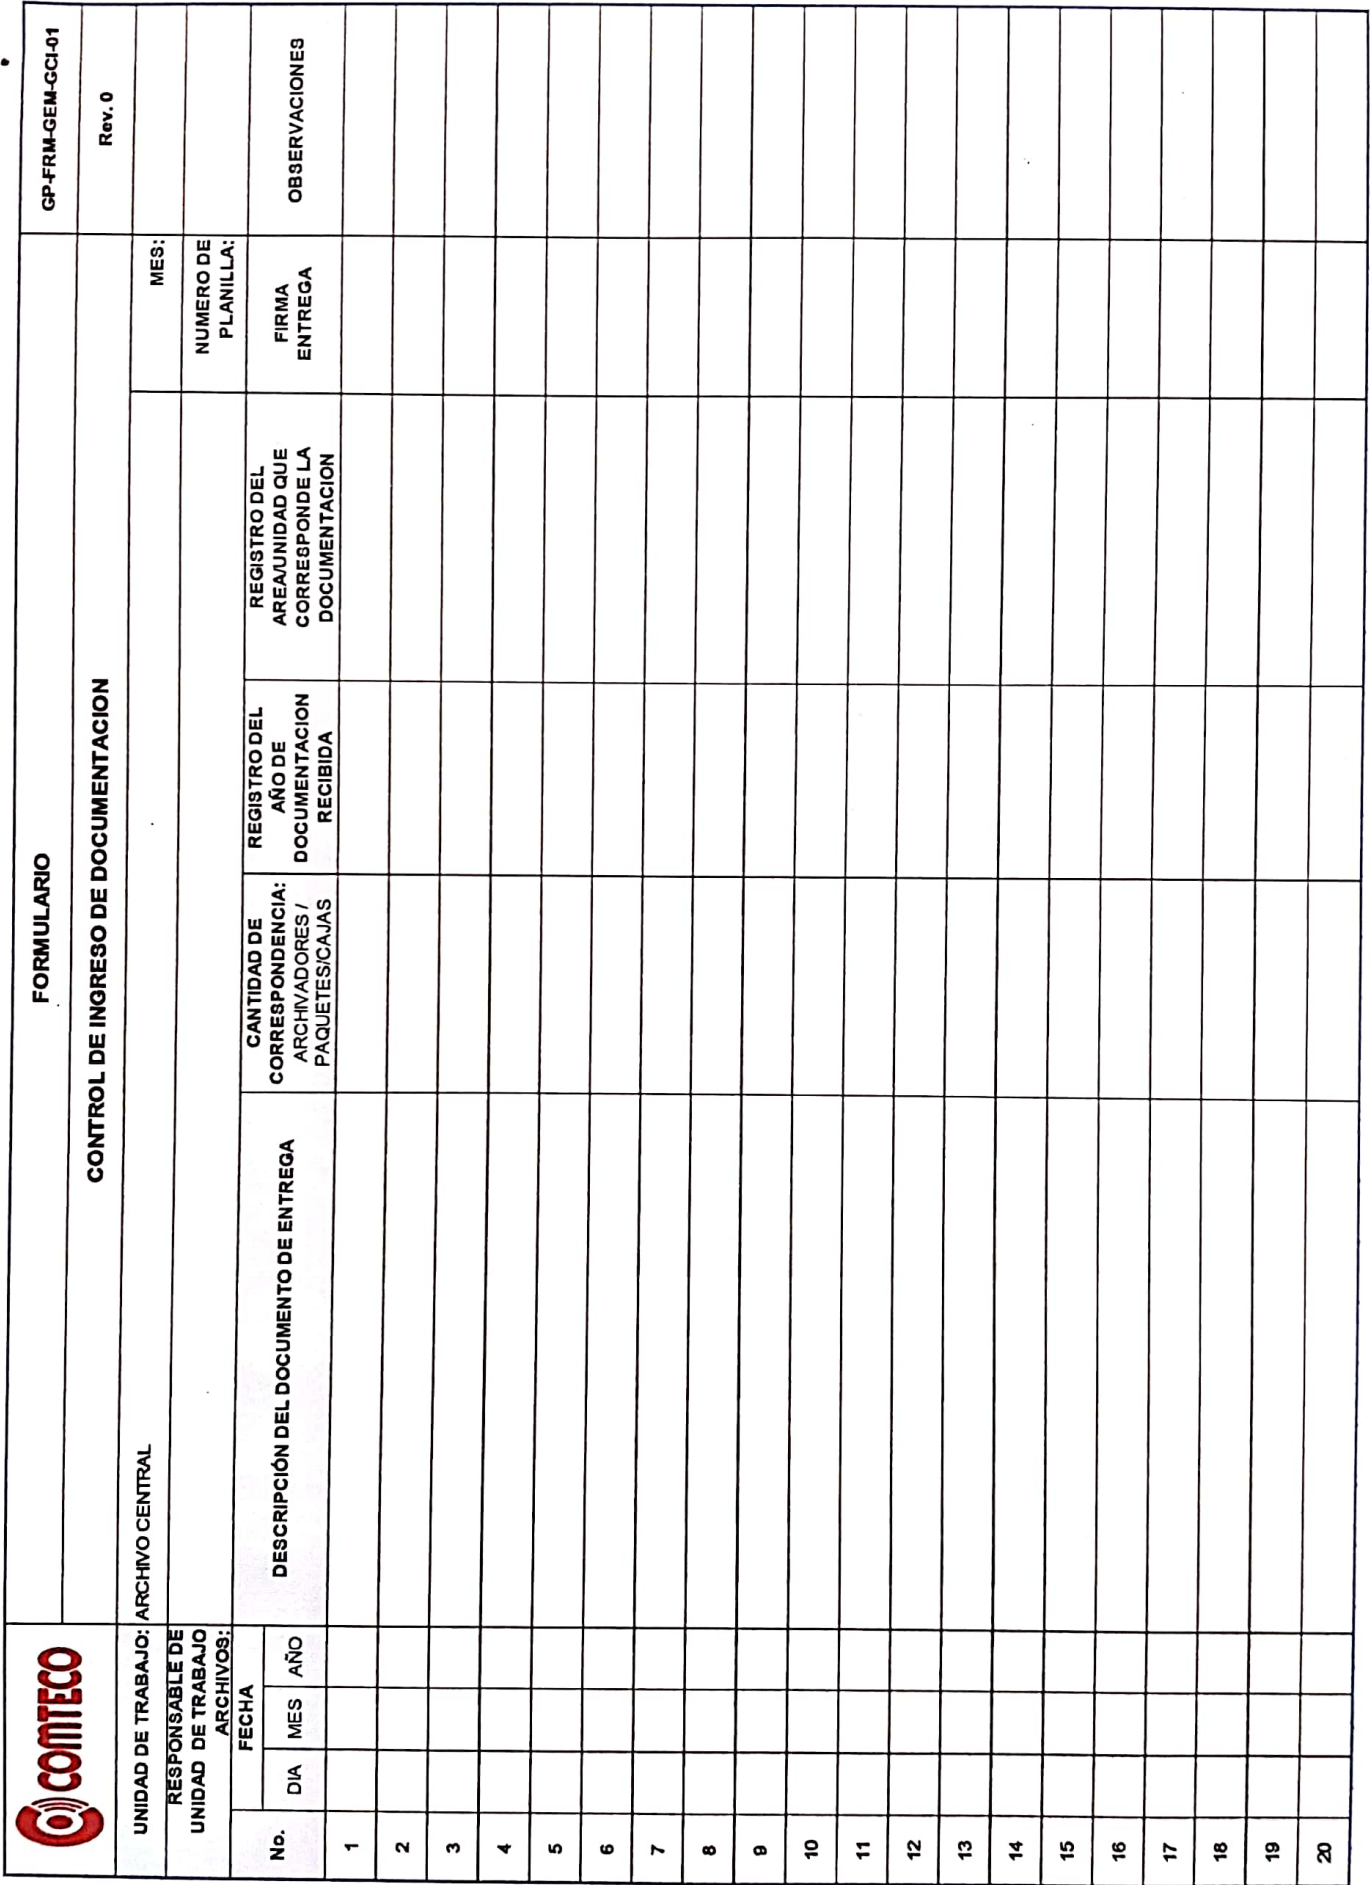 COMTECO
FORMULARIO
GP-FRM-GEM-GCI-01
CONTROL DE INGRESO DE DOCUMENTACION
Rev. 0
UNIDAD DE TRABAJO: ARCHIVO CENTRAL
MES:
RESPONSABLE DE
UNIDAD DE TRABAJO
ARCHIVOS:
NUMERO DE
PLANILLA:
No.
FECHA
DIA MES AÑO
DESCRIPCIÓN DEL DOCUMENTO DE ENTREGA
CANTIDAD DE
CORRESPONDENCIA:
ARCHIVADORES /
PAQUETES/CAJAS
REGISTRO DEL
AÑO DE
DOCUMENTACION
RECIBIDA
REGISTRO DEL
AREA/UNIDAD QUE
CORRESPONDE LA
DOCUMENTACION
FIRMA
ENTREGA
OBSERVACIONES
1
2
3
4
5
6
7
8
9
10
11
12
13
14
15
16
17
18
19
20